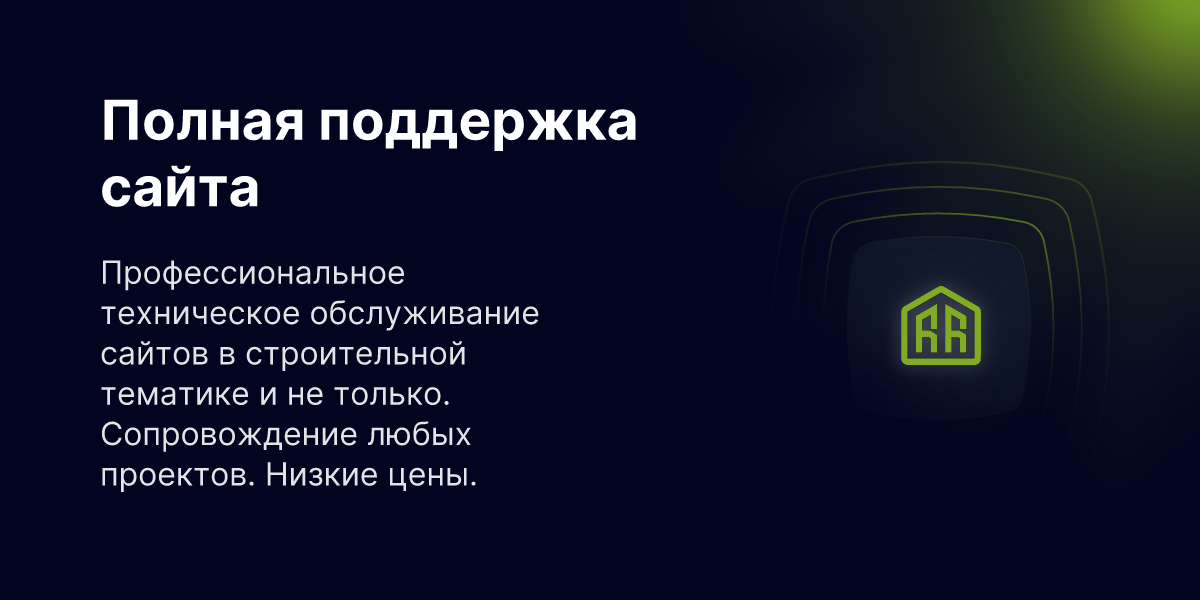 Полная поддержка
сайта
Профессиональное
техническое обслуживание
сайтов в строительной
тематике и не только.
Сопровождение любых
проектов. Низкие цены.